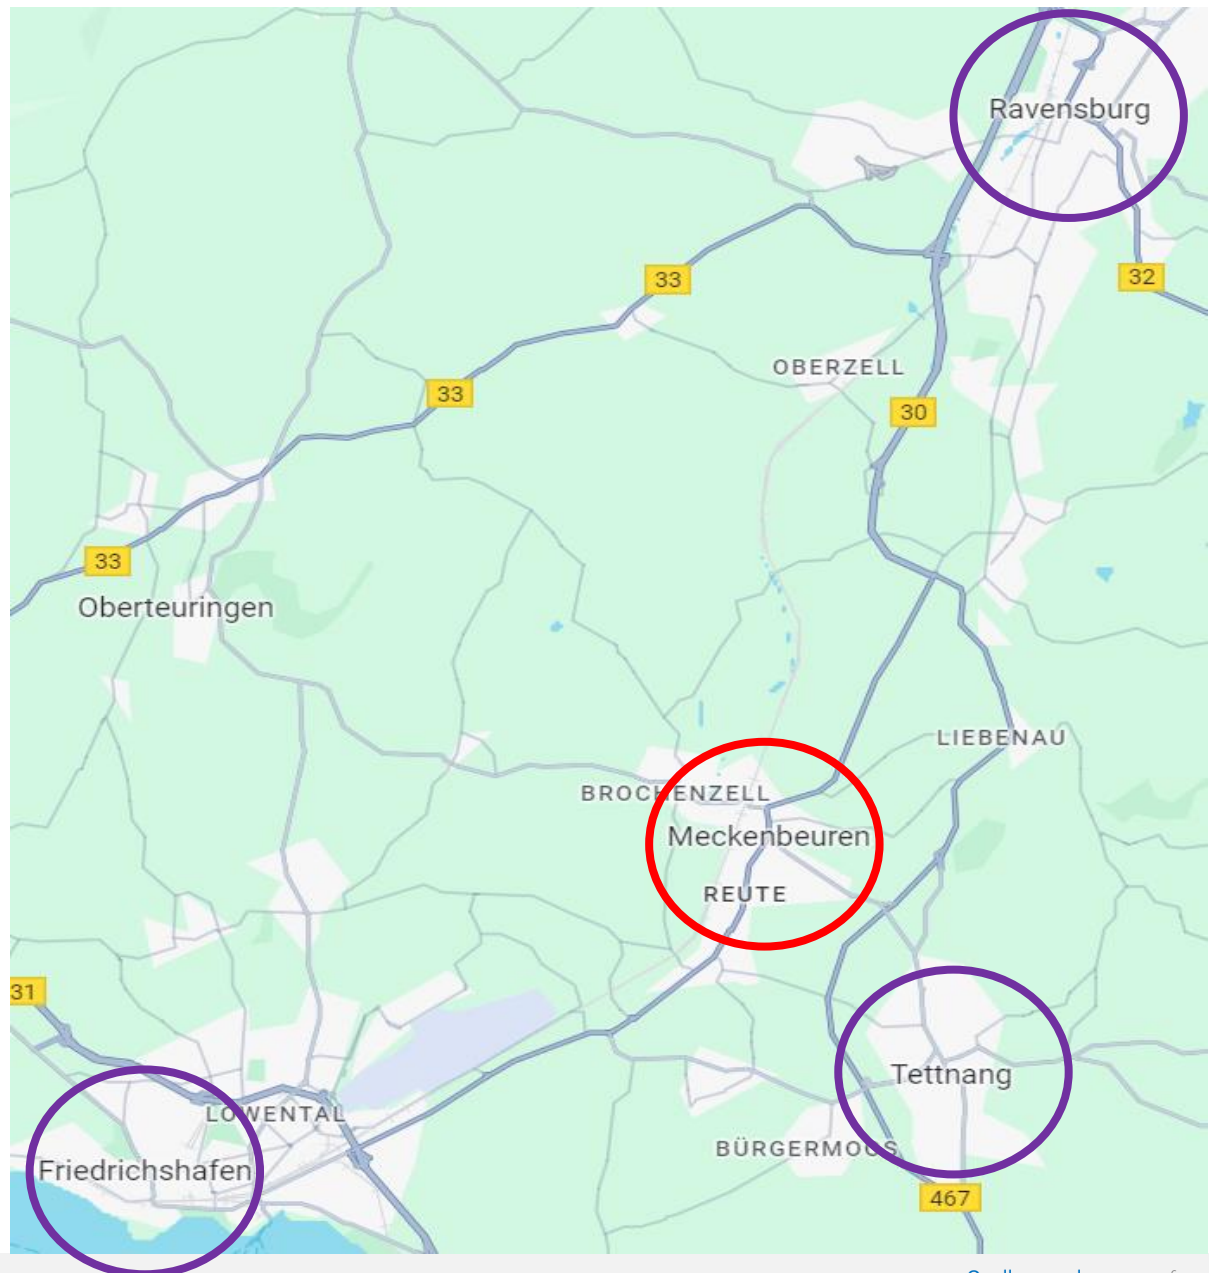 Ravensburg
33
32
OBERZELL
33
30
33
Oberteuringen
LIEBENAU
BROCHENZELL
Meckenbeuren
REUTE
31
Tettnang
LÖWENTAL
BÜRGERMOOS
Friedrichshafen
467